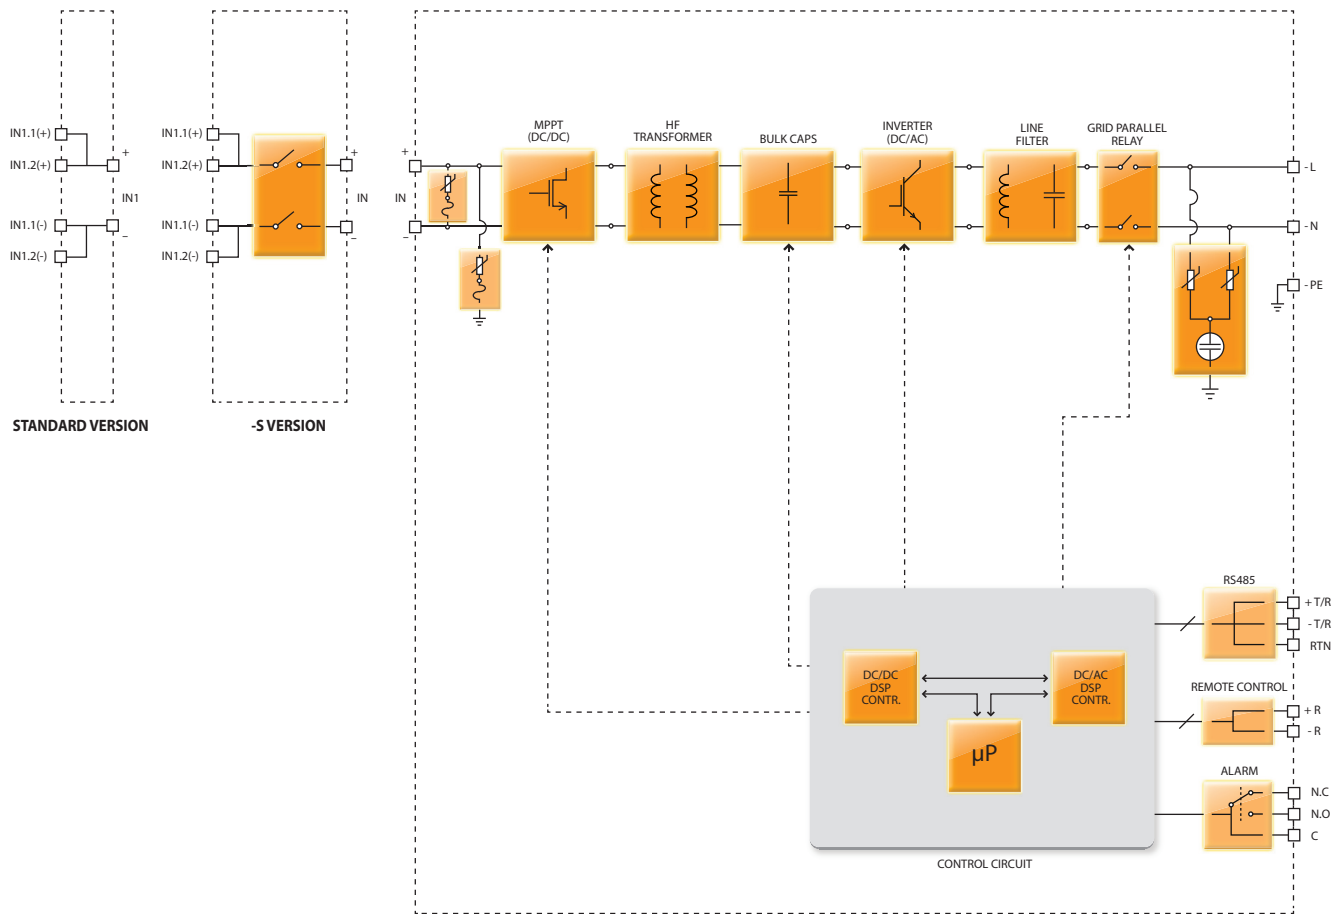 IN1.1(+)
+
IN1.2(+)
IN1
IN1.1(-)
–
IN1.2(-)
STANDARD VERSION
IN1.1(+)
+
IN1.2(+)
IN
IN1.1(-)
–
IN1.2(-)
-S VERSION
+
IN
–
MPPT
(DC/DC)
HF
TRANSFORMER
BULK CAPS
INVERTER
(DC/AC)
LINE
FILTER
GRID PARALLEL
RELAY
- L
- N
- PE
RS485
+ T/R
- T/R
RTN
DC/DC
DSP
CONTR.
DC/AC
DSP
CONTR.
µP
REMOTE CONTROL
+ R
- R
ALARM
N.C
N.O
C
CONTROL CIRCUIT